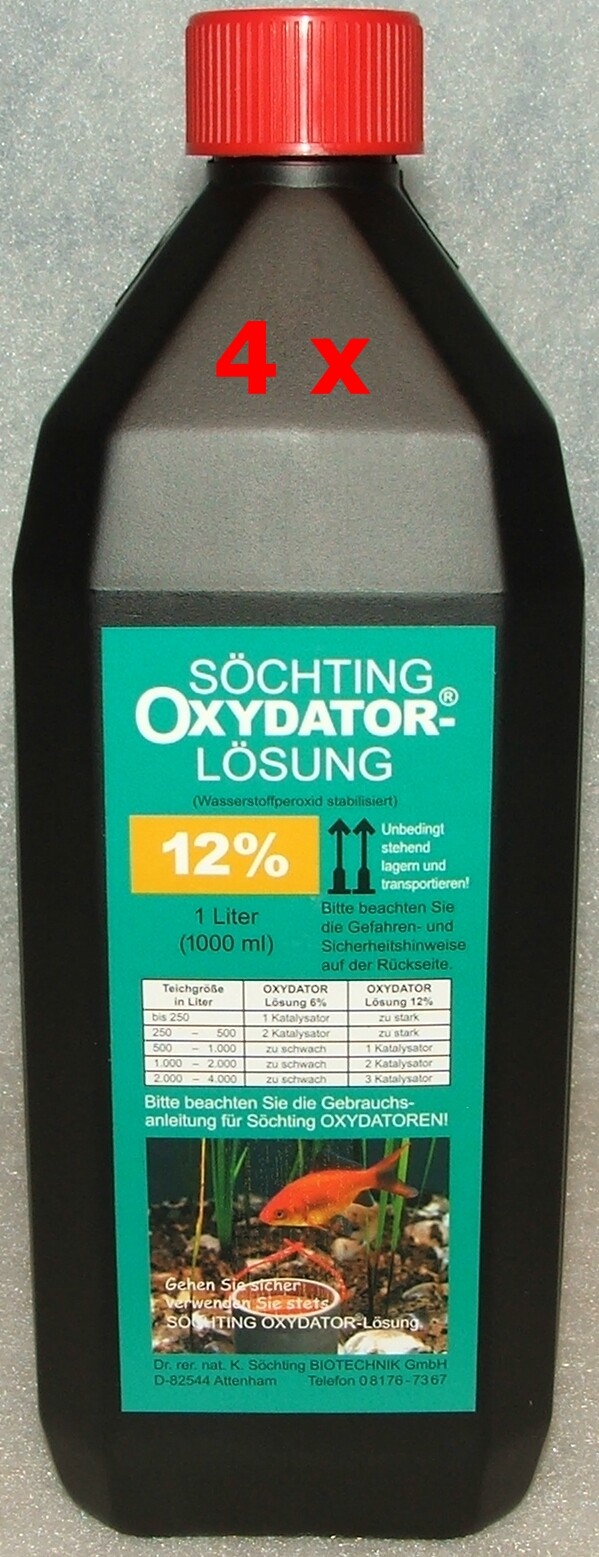 4 x
SÖCHTING
OXYDATOR®-
LÖSUNG
(Wasserstoffperoxid stabilisiert)
12%
Unbedingt
stehend
lagern und
transportieren!
1 Liter
(1000 ml)
Bitte beachten Sie
die Gefahren- und
Sicherheitshinweise
auf der Rückseite.
Teichgröße in Liter OXYDATOR Lösung 6% OXYDATOR Lösung 12%
bis 250 1 Katalysator zu stark
250 – 500 2 Katalysator zu stark
500 – 1.000 zu schwach 1 Katalysator
1.000 – 2.000 zu schwach 2 Katalysator
2.000 – 4.000 zu schwach 3 Katalysator
Bitte beachten Sie die Gebrauchs-
anleitung für Söchting OXYDATOREN!
Gehen Sie sicher
verwenden Sie stets
SÖCHTING OXYDATOR-Lösung.
Dr. rer. nat. K. Söchting BIOTECHNIK GmbH
D-82544 Attenham Telefon 0 8176 - 73 67